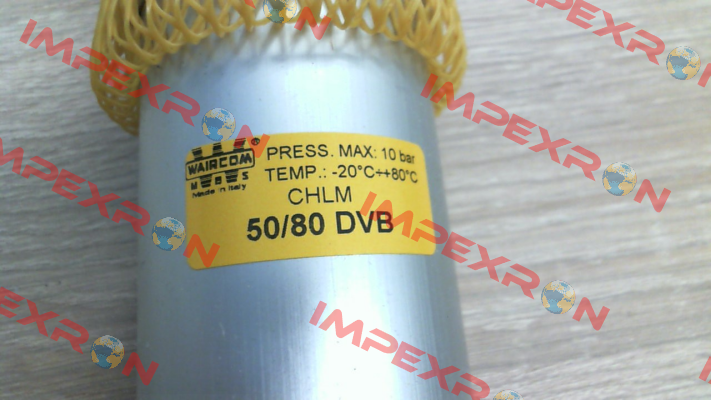 IMPEXRON
IMPEXRON
IMPEXRON
WAIRCOM
M B S
Made in Italy
PRESS. MAX: 10 bar
TEMP.: -20°C÷+80°C
CHLM
50/80 DVB
IMPEXRON
IMPEXRON
IMPEXRON
IMPEXRON